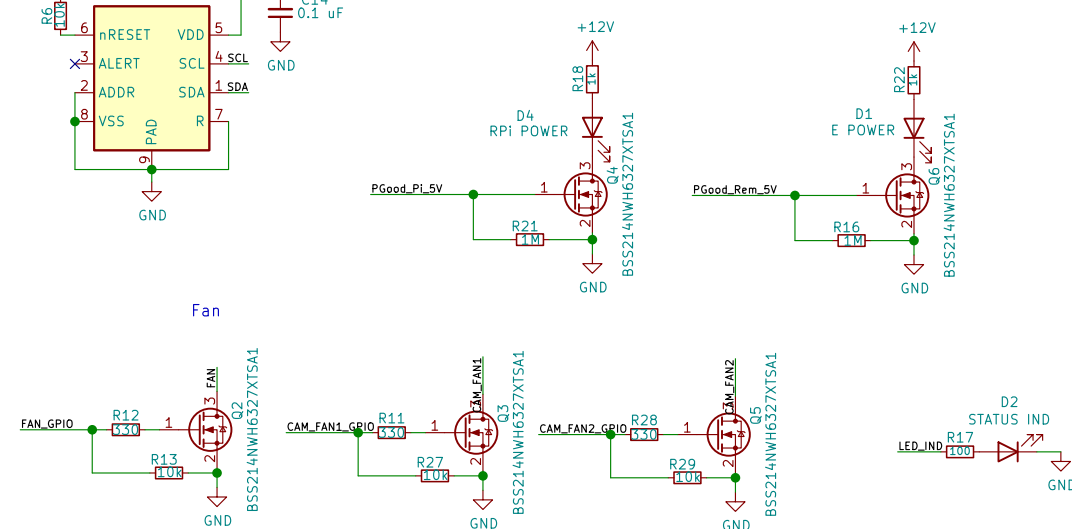 R6
10k
6
nRESET
VDD
5
3
ALERT
SCL
4
SCL
2
ADDR
SDA
1
SDA
8
VSS
R
7
PAD
9
GND
C14
0.1 uF
GND
+12V
R18
1k
D4
RPi POWER
3
Q4
BSS214NWH6327XTSA1
PGood_Pi_5V
1
2
R21
1M
GND
+12V
R22
1k
D1
E POWER
3
Q6
BSS214NWH6327XTSA1
PGood_Rem_5V
1
2
R16
1M
GND
Fan
FAN
3
Q2
BSS214NWH6327XTSA1
FAN_GPIO
R12
330
1
2
R13
10k
GND
CAM_FAN1
3
Q3
BSS214NWH6327XTSA1
CAM_FAN1_GPIO
R11
330
1
2
R27
10k
GND
CAM_FAN2
3
Q5
BSS214NWH6327XTSA1
CAM_FAN2_GPIO
R28
330
1
2
R29
10k
GND
D2
STATUS IND
LED_IND
R17
100
GND